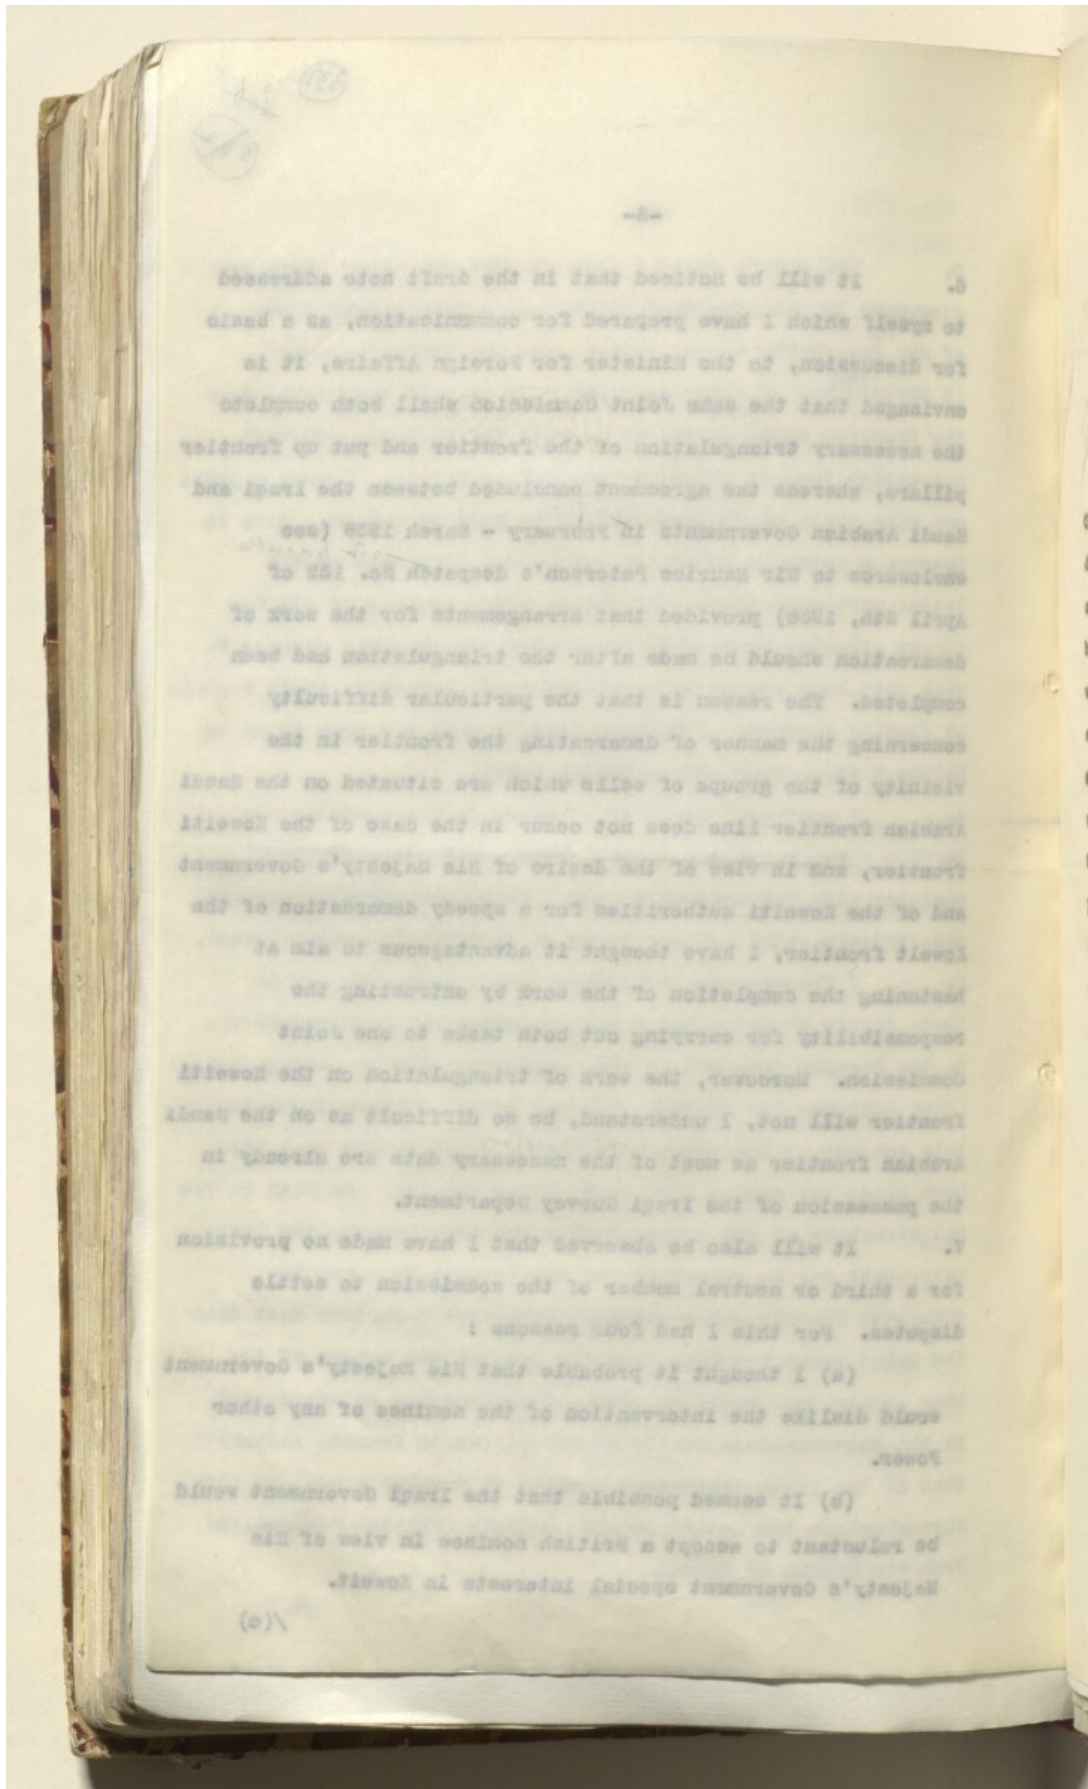 -3-
6. It will be noticed that in the draft note addressed
to myself which I have prepared for communication, as a basis
for discussion, to the Minister for Foreign Affairs, it is
envisaged that the same Joint Commission shall both complete
the necessary triangulation of the frontier and put up frontier
pillars, whereas the agreement concluded between the Iraqi and
Saudi Arabian Governments in February - March 1938 (see
enclosures to Sir Maurice Peterson's despatch No. 152 of
April 5th, 1938) provided that arrangements for the work of
demarcation should be made after the triangulation had been
completed. The reason is that the particular difficulty
concerning the manner of demarcating the frontier in the
vicinity of the groups of wells which are situated on the Saudi
Arabian frontier line does not occur in the case of the Koweiti
frontier, and in view of the desire of His Majesty's Government
and of the Koweiti authorities for a speedy demarcation of the
Koweit frontier, I have thought it advantageous to aim at
hastening the completion of the work by entrusting the
responsibility for carrying out both tasks to one Joint
Commission. Moreover, the work of triangulation on the Koweiti
frontier will not, I understand, be so difficult as on the Saudi
Arabian frontier as most of the necessary data are already in
the possession of the Iraqi Survey Department.
7. It will also be observed that I have made no provision
for a third or neutral member of the commission to settle
disputes. For this I had four reasons :
(a) I thought it probable that His Majesty's Government
would dislike the intervention of the nominee of any other
Power.
(b) It seemed possible that the Iraqi Government would
be reluctant to accept a British nominee in view of His
Majesty's Government special interests in Koweit.
/(c)